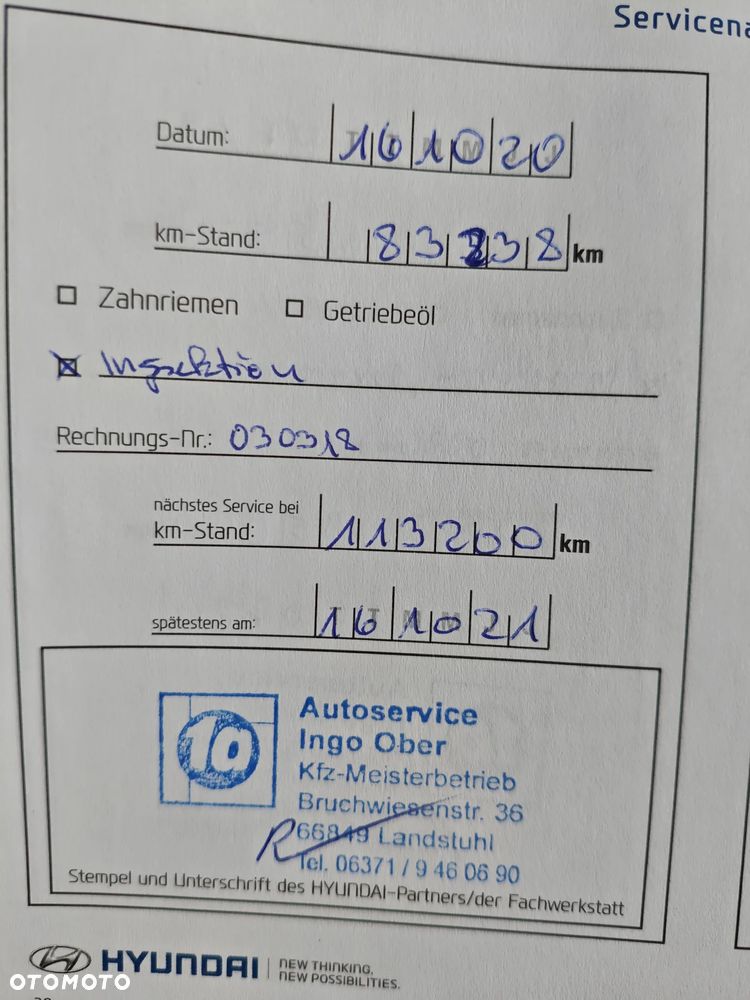 Servicena
Datum: 16 10 20
km-Stand: 83238 km
Zahnriemen Getriebeöl
Inspektion
Rechnungs-Nr.: 030318
nächstes Service bei
km-Stand: 113200 km
spätestens am: 16 10 21
10
Autoservice
Ingo Ober
Kfz-Meisterbetrieb
Bruchwiesenstr. 36
66849 Landstuhl
Tel. 06371 / 9 46 06 90
Stempel und Unterschrift des HYUNDAI-Partners/der Fachwerkstatt
HYUNDAI
NEW THINKING.
NEW POSSIBILITIES.
OTOMOTO